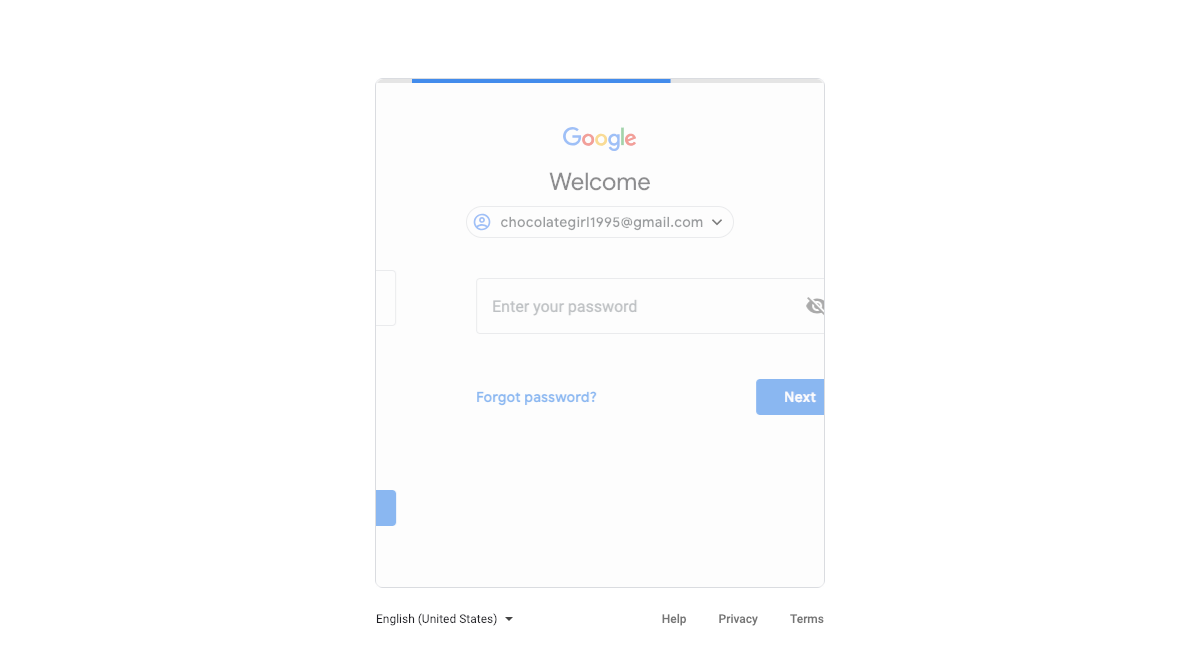 Google
Welcome
chocolategirl1995@gmail.com
Enter your password
Forgot password?
Next
English (United States)
Help
Privacy
Terms